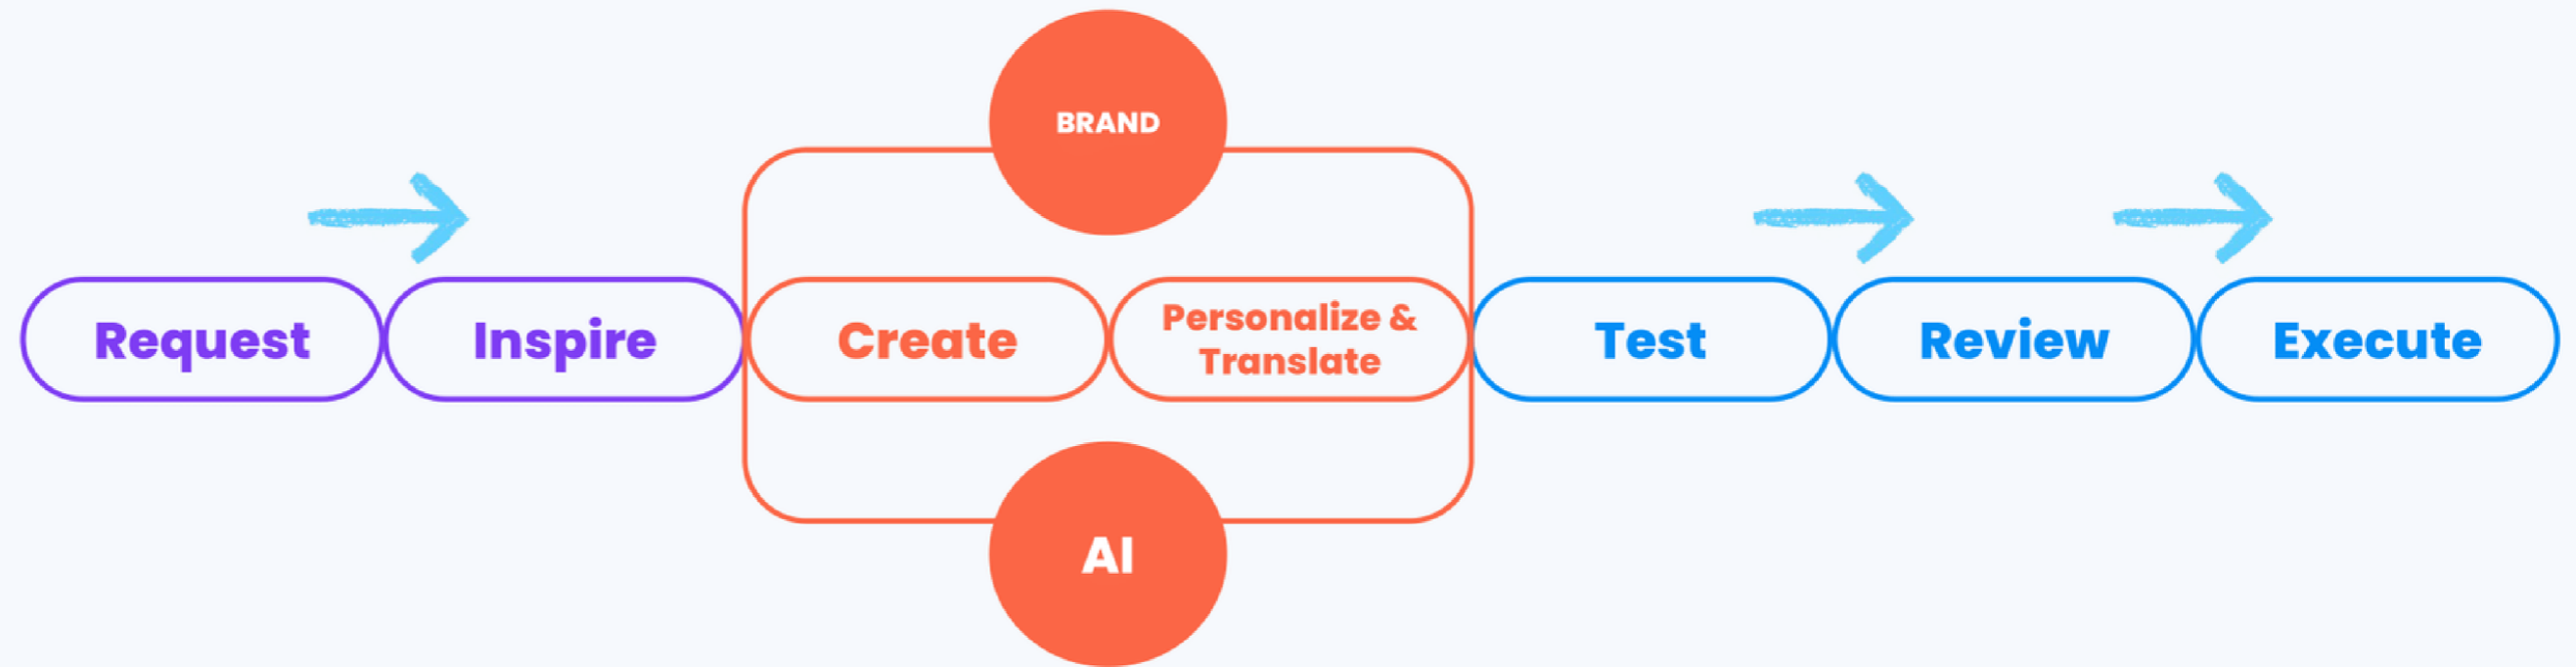 BRAND
Request
Inspire
Create
Personalize &
Translate
Test
Review
Execute
AI